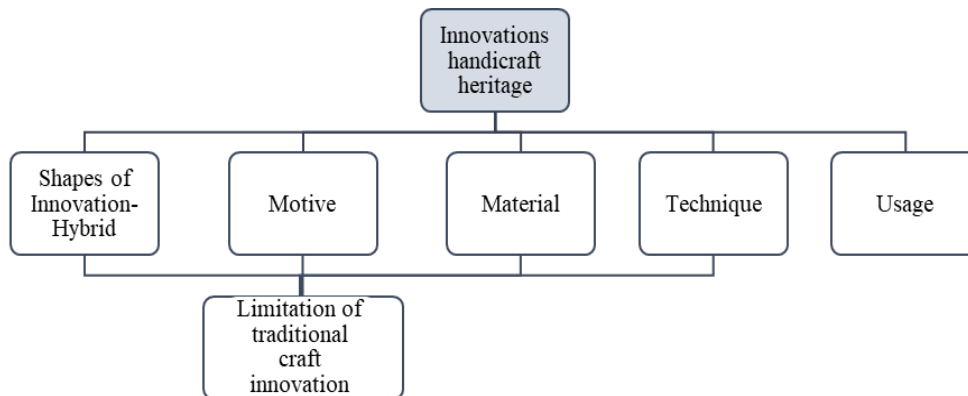 Innovations
handicraft
heritage
Shapes of
Innovation-
Hybrid
Motive
Material
Technique
Usage
Limitation of
traditional
craft
innovation